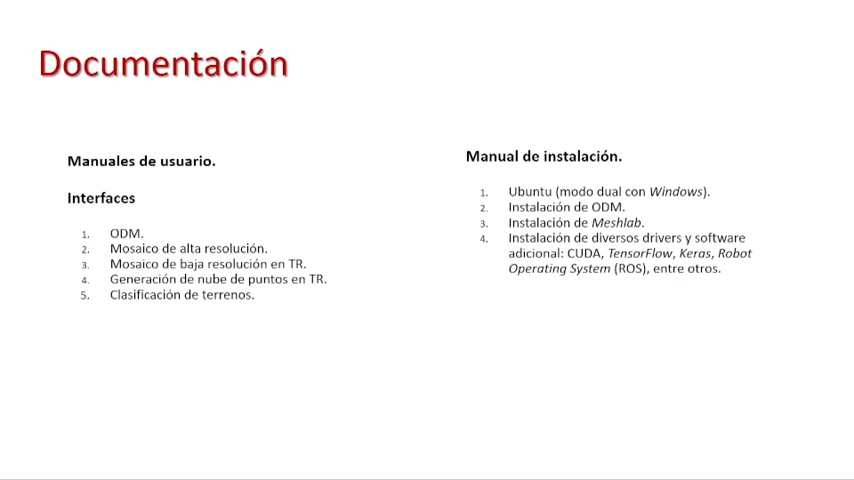 Documentación
Manuales de usuario.
Interfaces
1. ODM.
2. Mosaico de alta resolución.
3. Mosaico de baja resolución en TR.
4. Generación de nube de puntos en TR.
5. Clasificación de terrenos.
Manual de instalación.
1. Ubuntu (modo dual con Windows).
2. Instalación de ODM.
3. Instalación de Meshlab.
4. Instalación de diversos drivers y software
adicional: CUDA, TensorFlow, Keras, Robot
Operating System (ROS), entre otros.